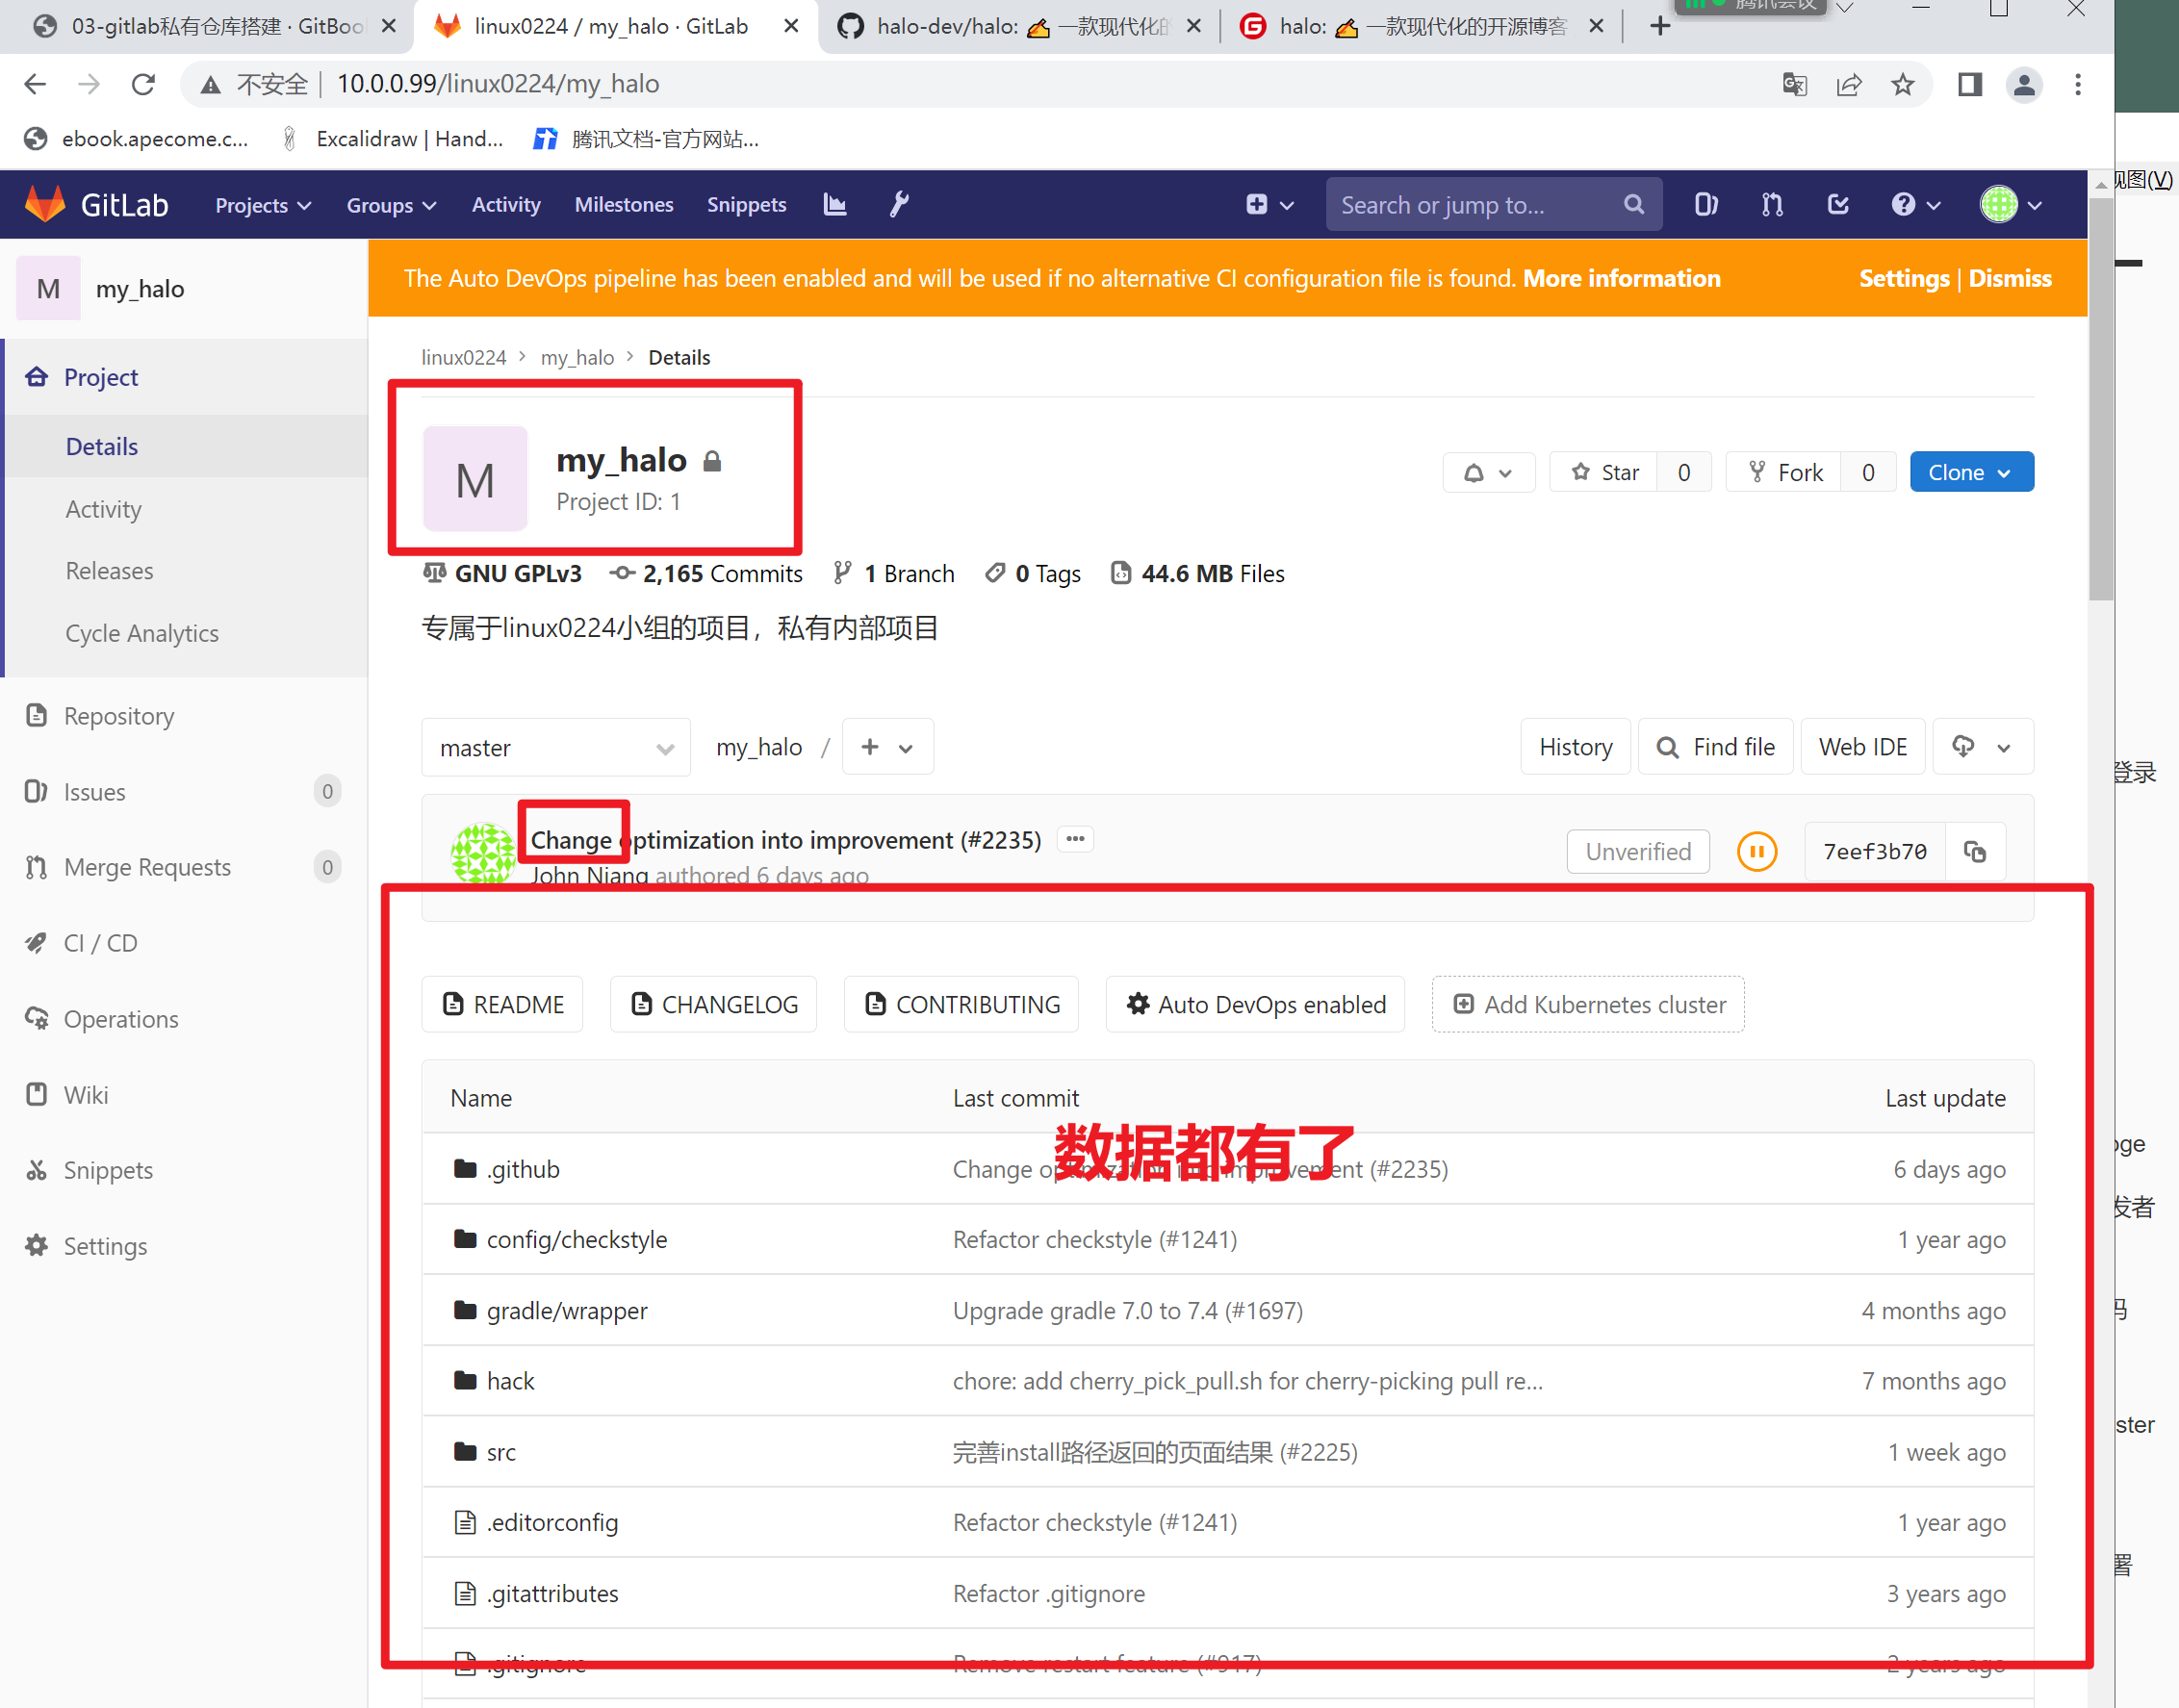 03-gitlab私有仓库搭建 · GitBoo
linux0224 / my_halo · GitLab
halo-dev/halo: ✍ 一款现代化的
halo: ✍ 一款现代化的开源博客
腾讯会议
不安全 | 10.0.0.99/linux0224/my_halo
ebook.apecome.c...
Excalidraw | Hand...
腾讯文档-官方网站...
视图(V)
GitLab Projects Groups Activity Milestones Snippets Search or jump to...
M my_halo
The Auto DevOps pipeline has been enabled and will be used if no alternative CI configuration file is found. More information Settings | Dismiss
Project
Details
Activity
Releases
Cycle Analytics
Repository
Issues 0
Merge Requests 0
CI / CD
Operations
Wiki
Snippets
Settings
linux0224 > my_halo > Details
M
my_halo
Project ID: 1
Star 0 Fork 0 Clone
GNU GPLv3 2,165 Commits 1 Branch 0 Tags 44.6 MB Files
专属于linux0224小组的项目，私有内部项目
master my_halo / + History Find file Web IDE
Change optimization into improvement (#2235) ...
John Niang authored 6 days ago
Unverified 7eef3b70
README CHANGELOG CONTRIBUTING Auto DevOps enabled Add Kubernetes cluster
Name Last commit Last update
数据都有了
.github Change optimization into improvement (#2235) 6 days ago
config/checkstyle Refactor checkstyle (#1241) 1 year ago
gradle/wrapper Upgrade gradle 7.0 to 7.4 (#1697) 4 months ago
hack chore: add cherry_pick_pull.sh for cherry-picking pull re... 7 months ago
src 完善install路径返回的页面结果 (#2225) 1 week ago
.editorconfig Refactor checkstyle (#1241) 1 year ago
.gitattributes Refactor .gitignore 3 years ago
.gitignore Remove restart feature (#917) 2 years ago
登录
发者
ster
署